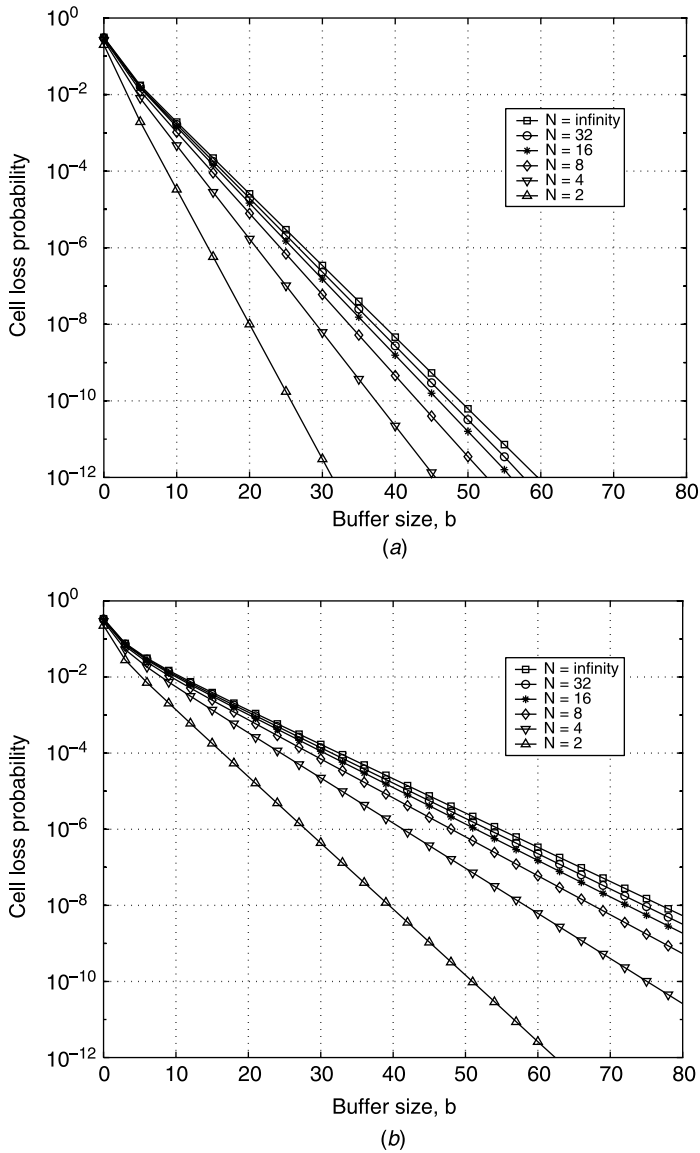 10^0
10^−2
10^−4
10^−6
10^−8
10^−10
10^−12
Cell loss probability
N = infinity
N = 32
N = 16
N = 8
N = 4
N = 2
0 10 20 30 40 50 60 70 80
Buffer size, b
(a)
10^0
10^−2
10^−4
10^−6
10^−8
10^−10
10^−12
Cell loss probability
N = infinity
N = 32
N = 16
N = 8
N = 4
N = 2
0 10 20 30 40 50 60 70 80
Buffer size, b
(b)